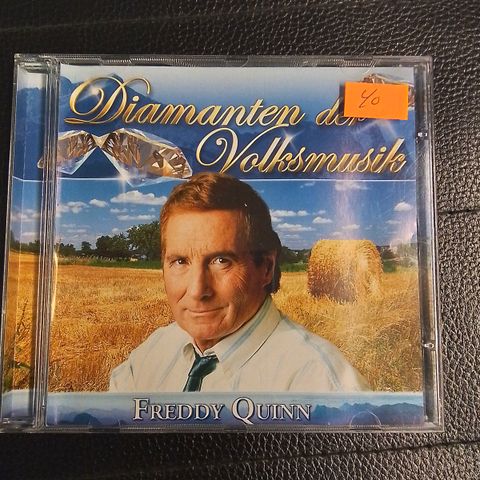 Diamanten der
Volksmusik
40
FREDDY QUINN